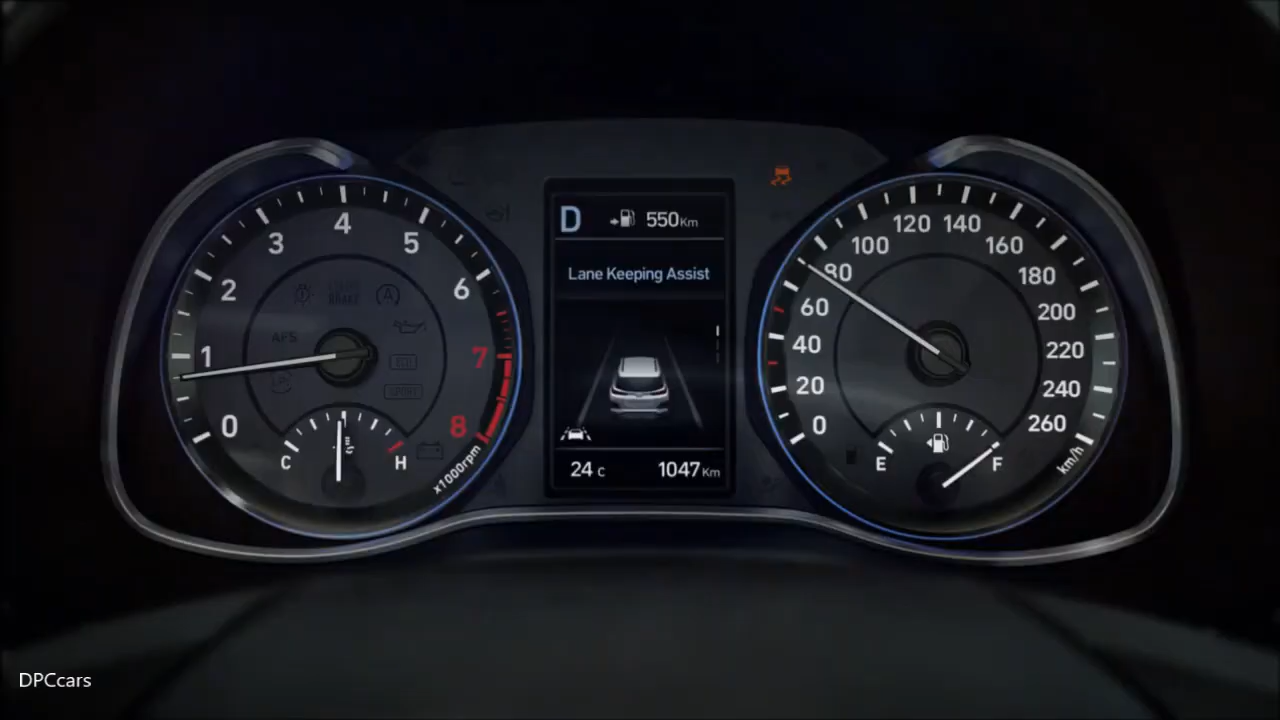 0
1
2
3
4
5
6
7
8
x1000rpm
AFS
A
C
H
D
550Km
Lane Keeping Assist
24 c
1047Km
0
20
40
60
80
100
120
140
160
180
200
220
240
260
km/h
E
F
DPCcars